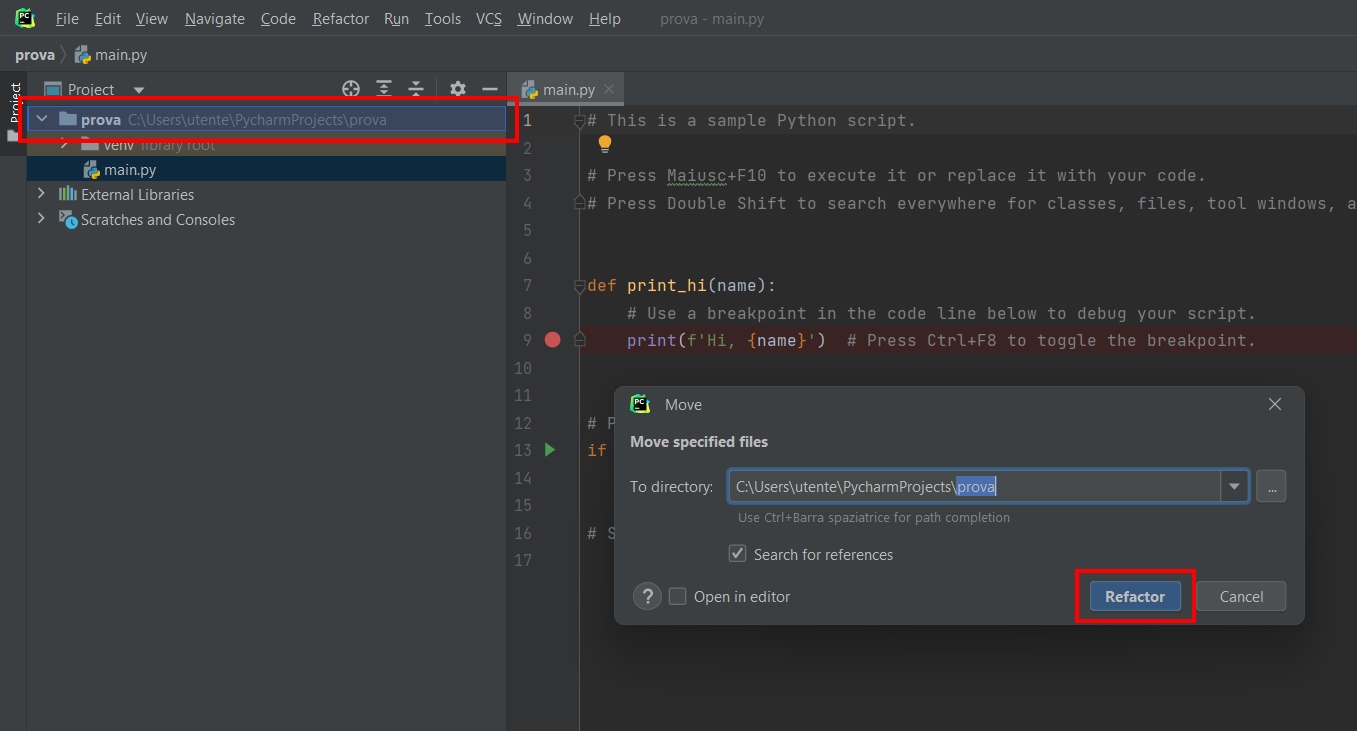 File Edit View Navigate Code Refactor Run Tools VCS Window Help prova - main.py
prova main.py
Project
Project
main.py
prova C:\Users\utente\PycharmProjects\prova
venv library root
main.py
External Libraries
Scratches and Consoles
1 # This is a sample Python script.
2
3 # Press Maiusc+F10 to execute it or replace it with your code.
4 # Press Double Shift to search everywhere for classes, files, tool windows, a
5
6
7 def print_hi(name):
8 # Use a breakpoint in the code line below to debug your script.
9 print(f'Hi, {name}') # Press Ctrl+F8 to toggle the breakpoint.
10
11
12 # P
13 if
14
15
16 # S
17
Move
Move specified files
To directory: C:\Users\utente\PycharmProjects\prova ...
Use Ctrl+Barra spaziatrice for path completion
Search for references
? Open in editor Refactor Cancel